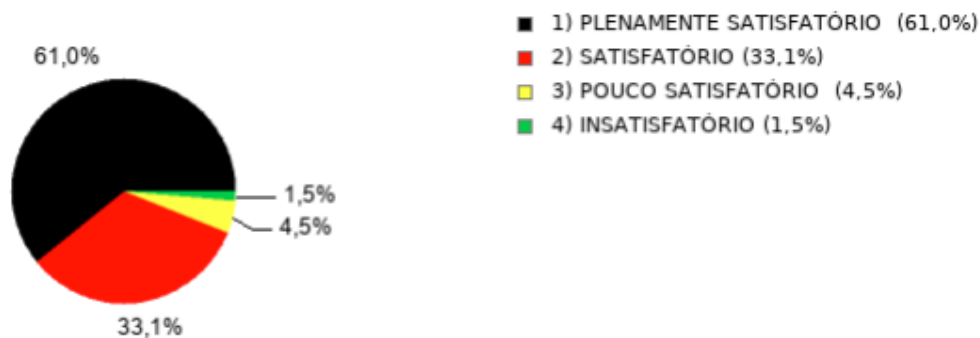 61,0%
1,5%
4,5%
33,1%
1) PLENAMENTE SATISFATÓRIO (61,0%)
2) SATISFATÓRIO (33,1%)
3) POUCO SATISFATÓRIO (4,5%)
4) INSATISFATÓRIO (1,5%)